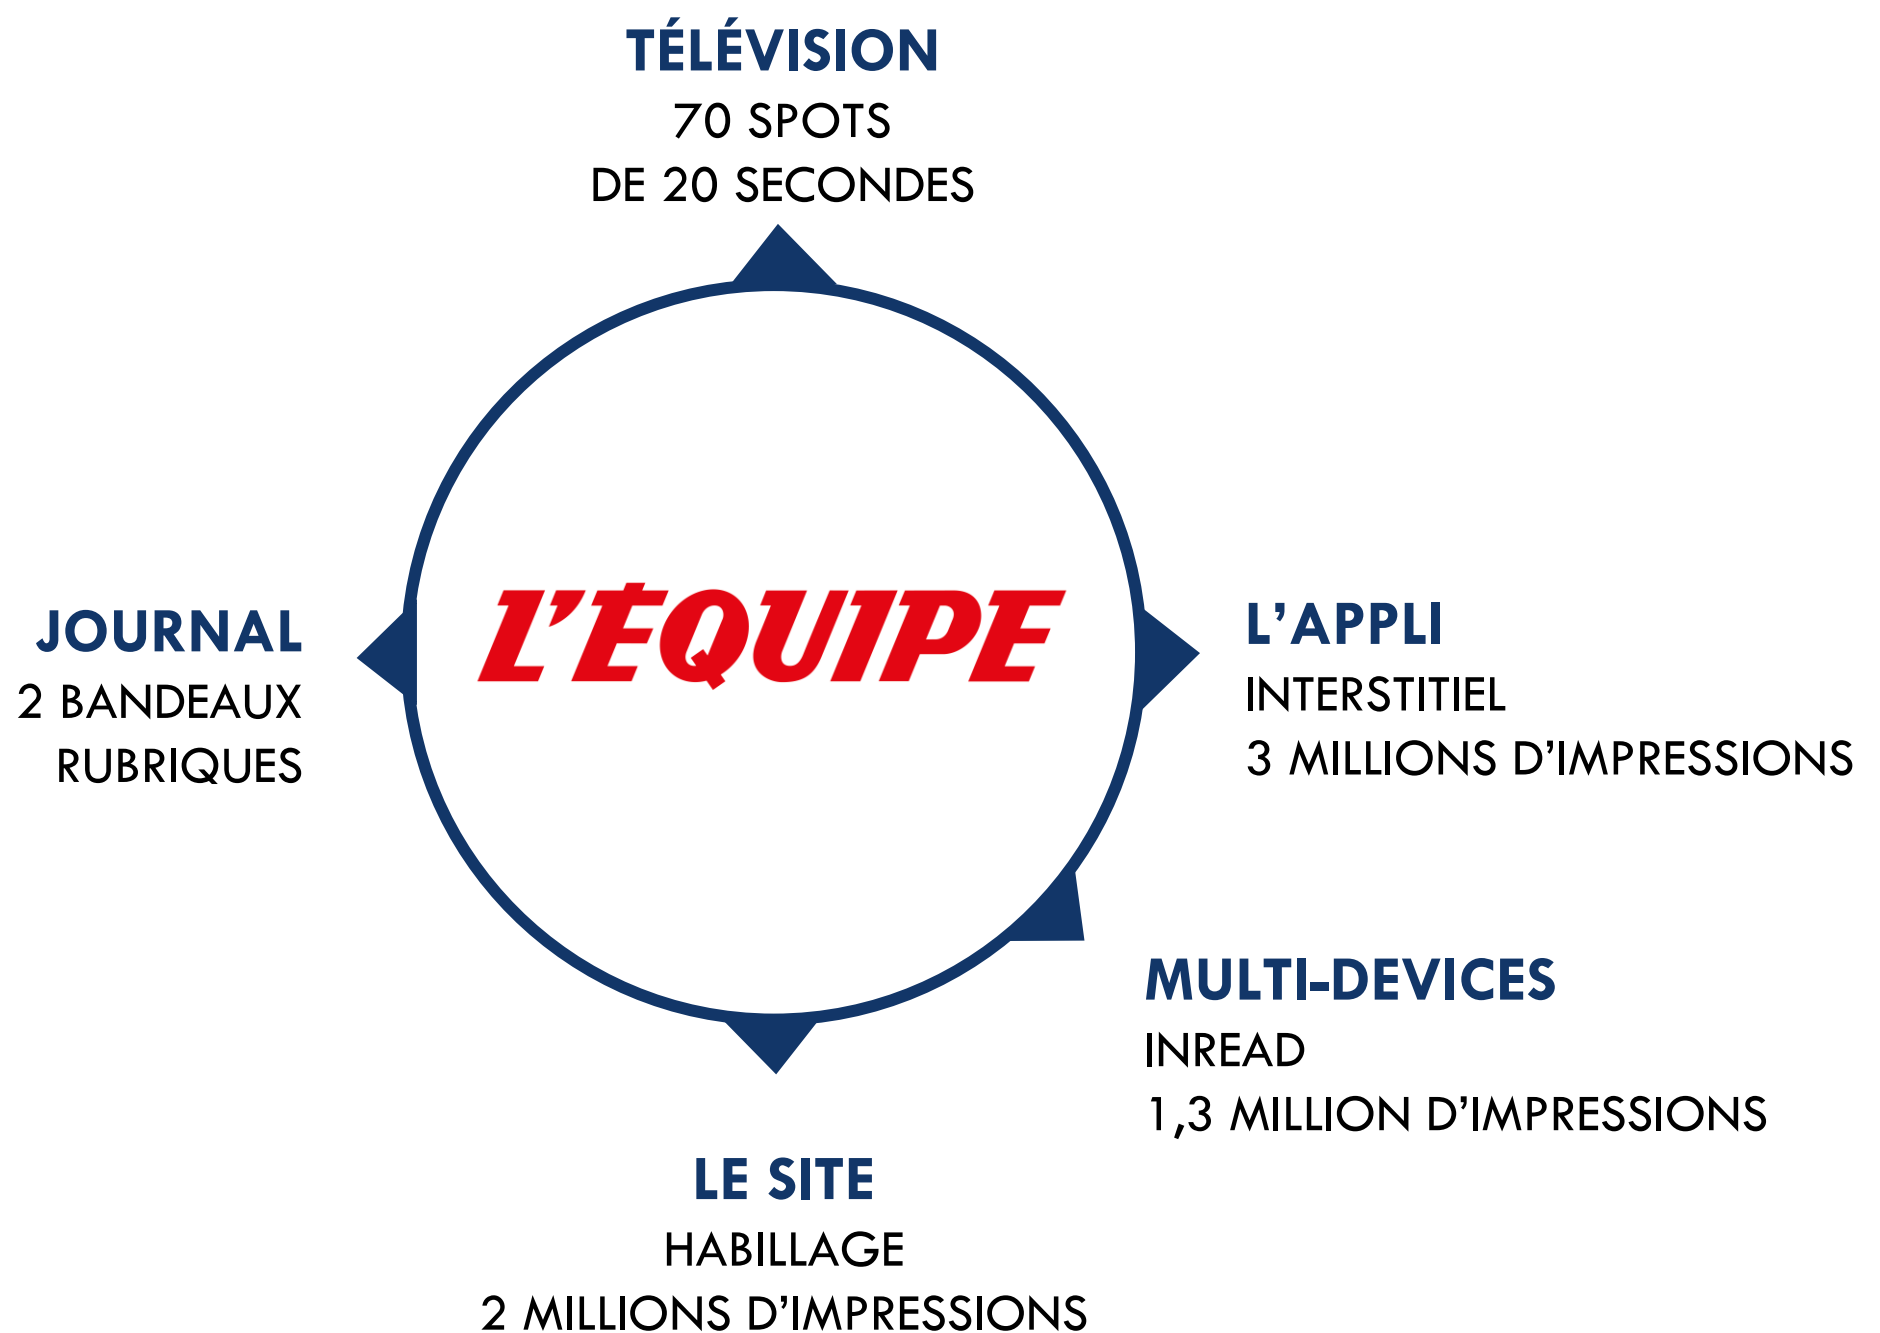 TÉLÉVISION
70 SPOTS
DE 20 SECONDES
L'ÉQUIPE
JOURNAL
2 BANDEAUX
RUBRIQUES
L'APPLI
INTERSTITIEL
3 MILLIONS D'IMPRESSIONS
MULTI-DEVICES
INREAD
1,3 MILLION D'IMPRESSIONS
LE SITE
HABILLAGE
2 MILLIONS D'IMPRESSIONS